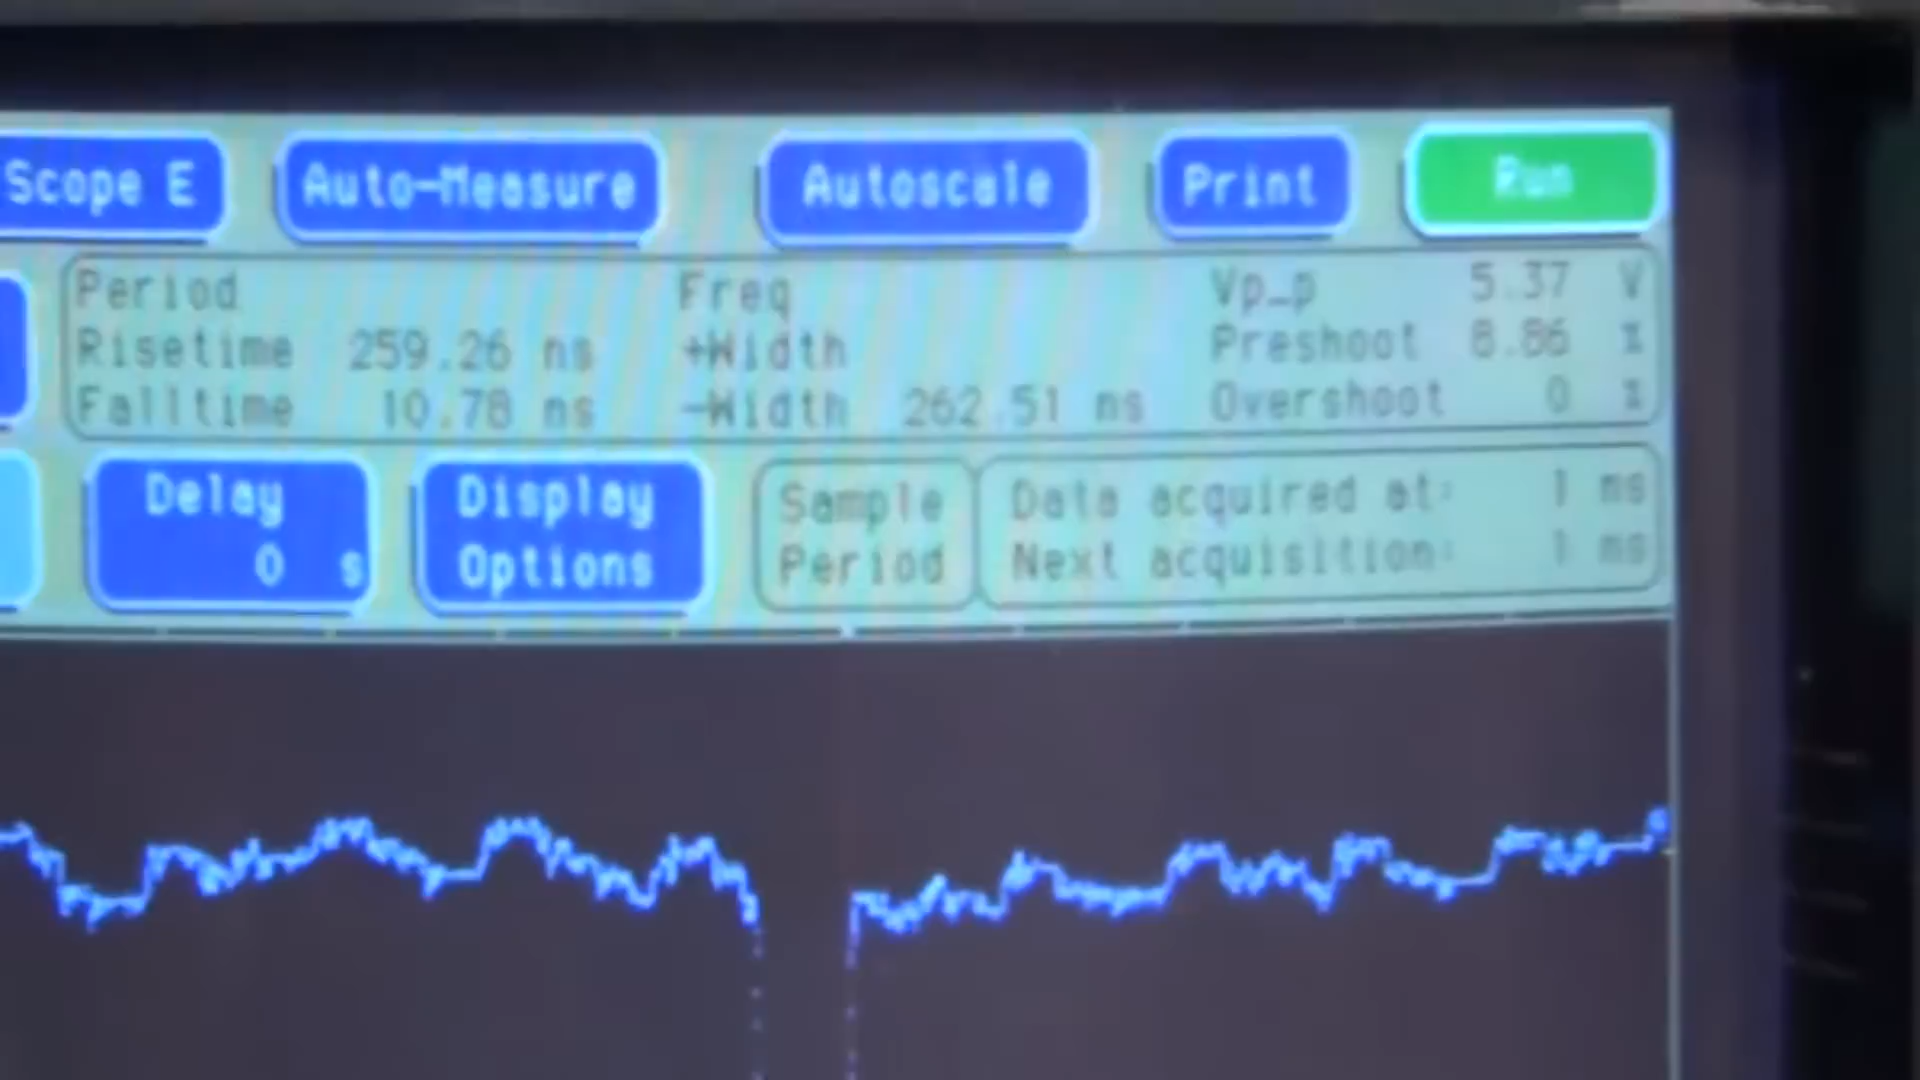 Scope E Auto-Measure Autoscale Print Run
Period Freq Vp_p 5.37 V
Risetime 259.26 ns +Width Preshoot 8.86 %
Falltime 10.78 ns -Width 262.51 ns Overshoot 0 %
Delay Display Sample Data acquired at: 1 ms
0 s Options Period Next acquisition: 1 ms